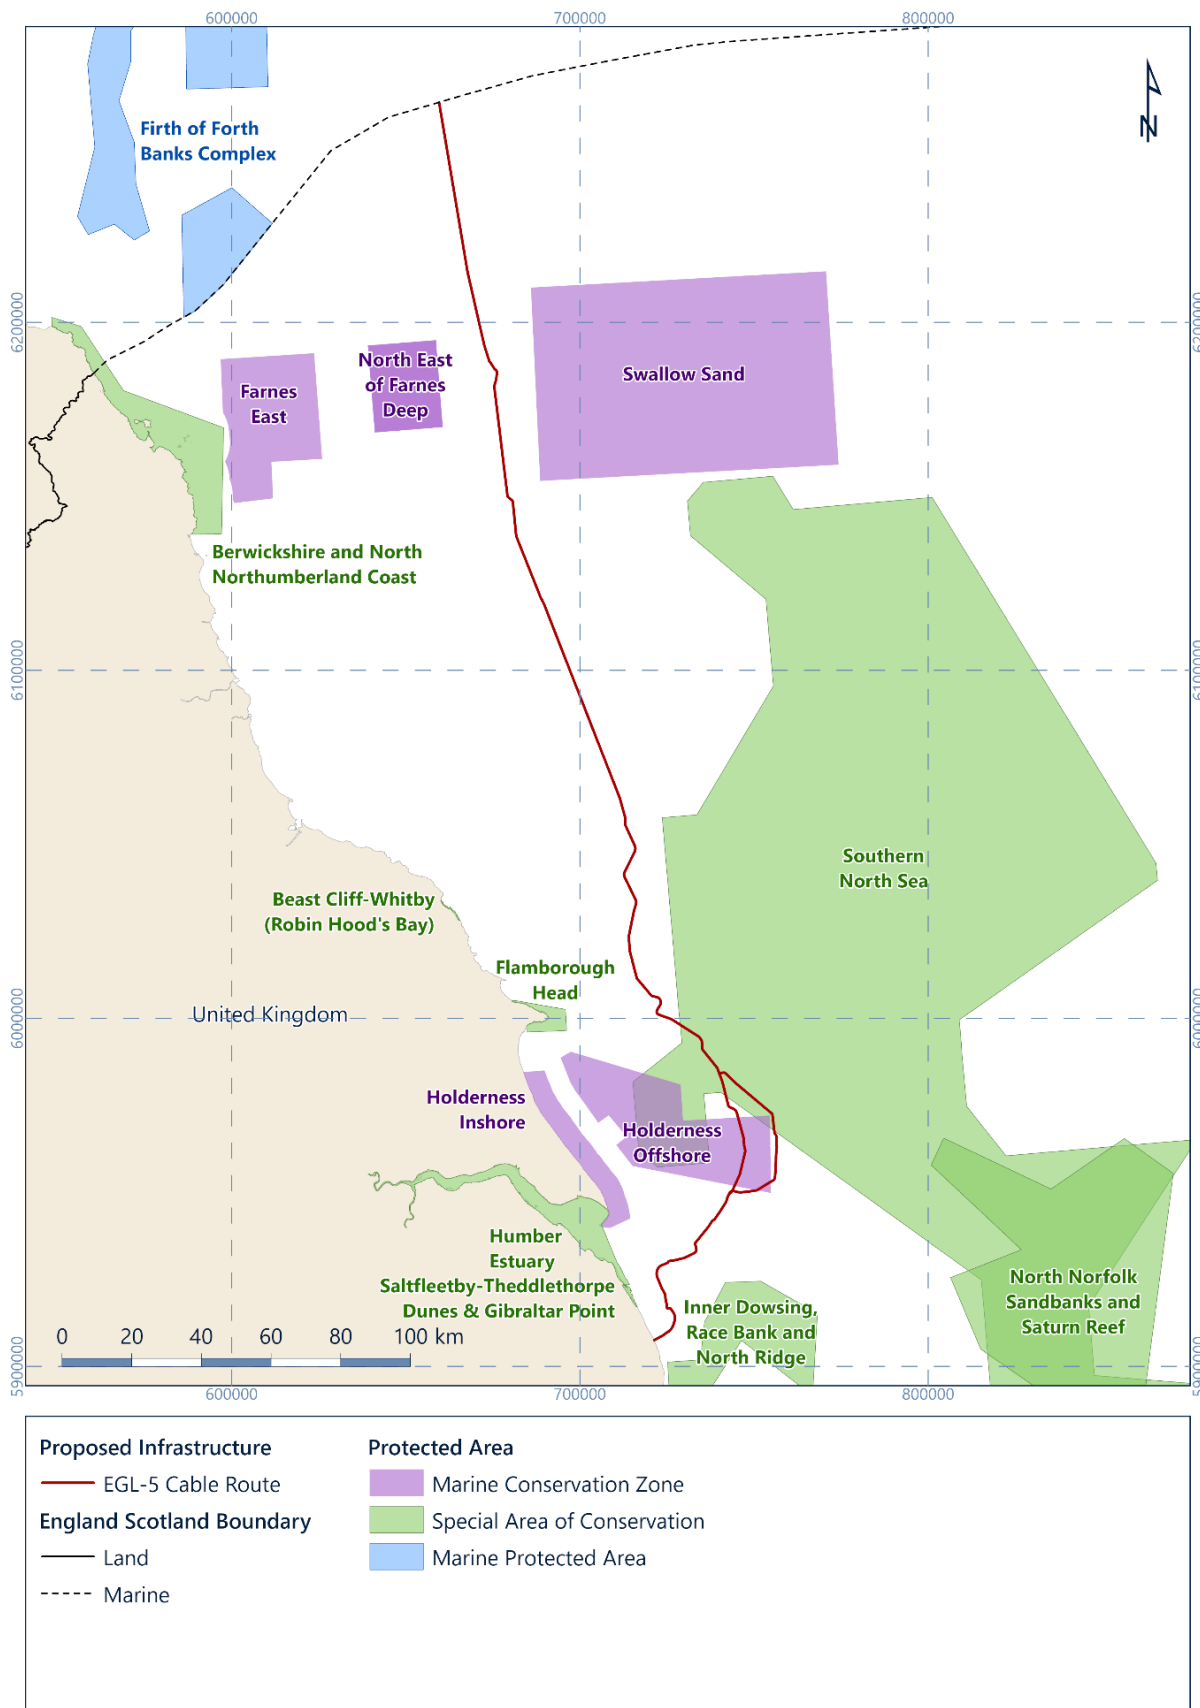 600000
700000
800000
N
Firth of Forth
Banks Complex
6200000
6200000
Farnes
East
North East
of Farnes
Deep
Swallow Sand
Berwickshire and North
Northumberland Coast
6100000
6100000
Southern
North Sea
Beast Cliff-Whitby
(Robin Hood's Bay)
Flamborough
Head
United Kingdom
6000000
6000000
Holderness
Inshore
Holderness
Offshore
Humber
Estuary
Saltfleetby-Theddlethorpe
Dunes & Gibraltar Point
Inner Dowsing,
Race Bank and
North Ridge
North Norfolk
Sandbanks and
Saturn Reef
0 20 40 60 80 100 km
5900000
5900000
600000
700000
800000
Proposed Infrastructure
EGL-5 Cable Route
England Scotland Boundary
Land
Marine
Protected Area
Marine Conservation Zone
Special Area of Conservation
Marine Protected Area